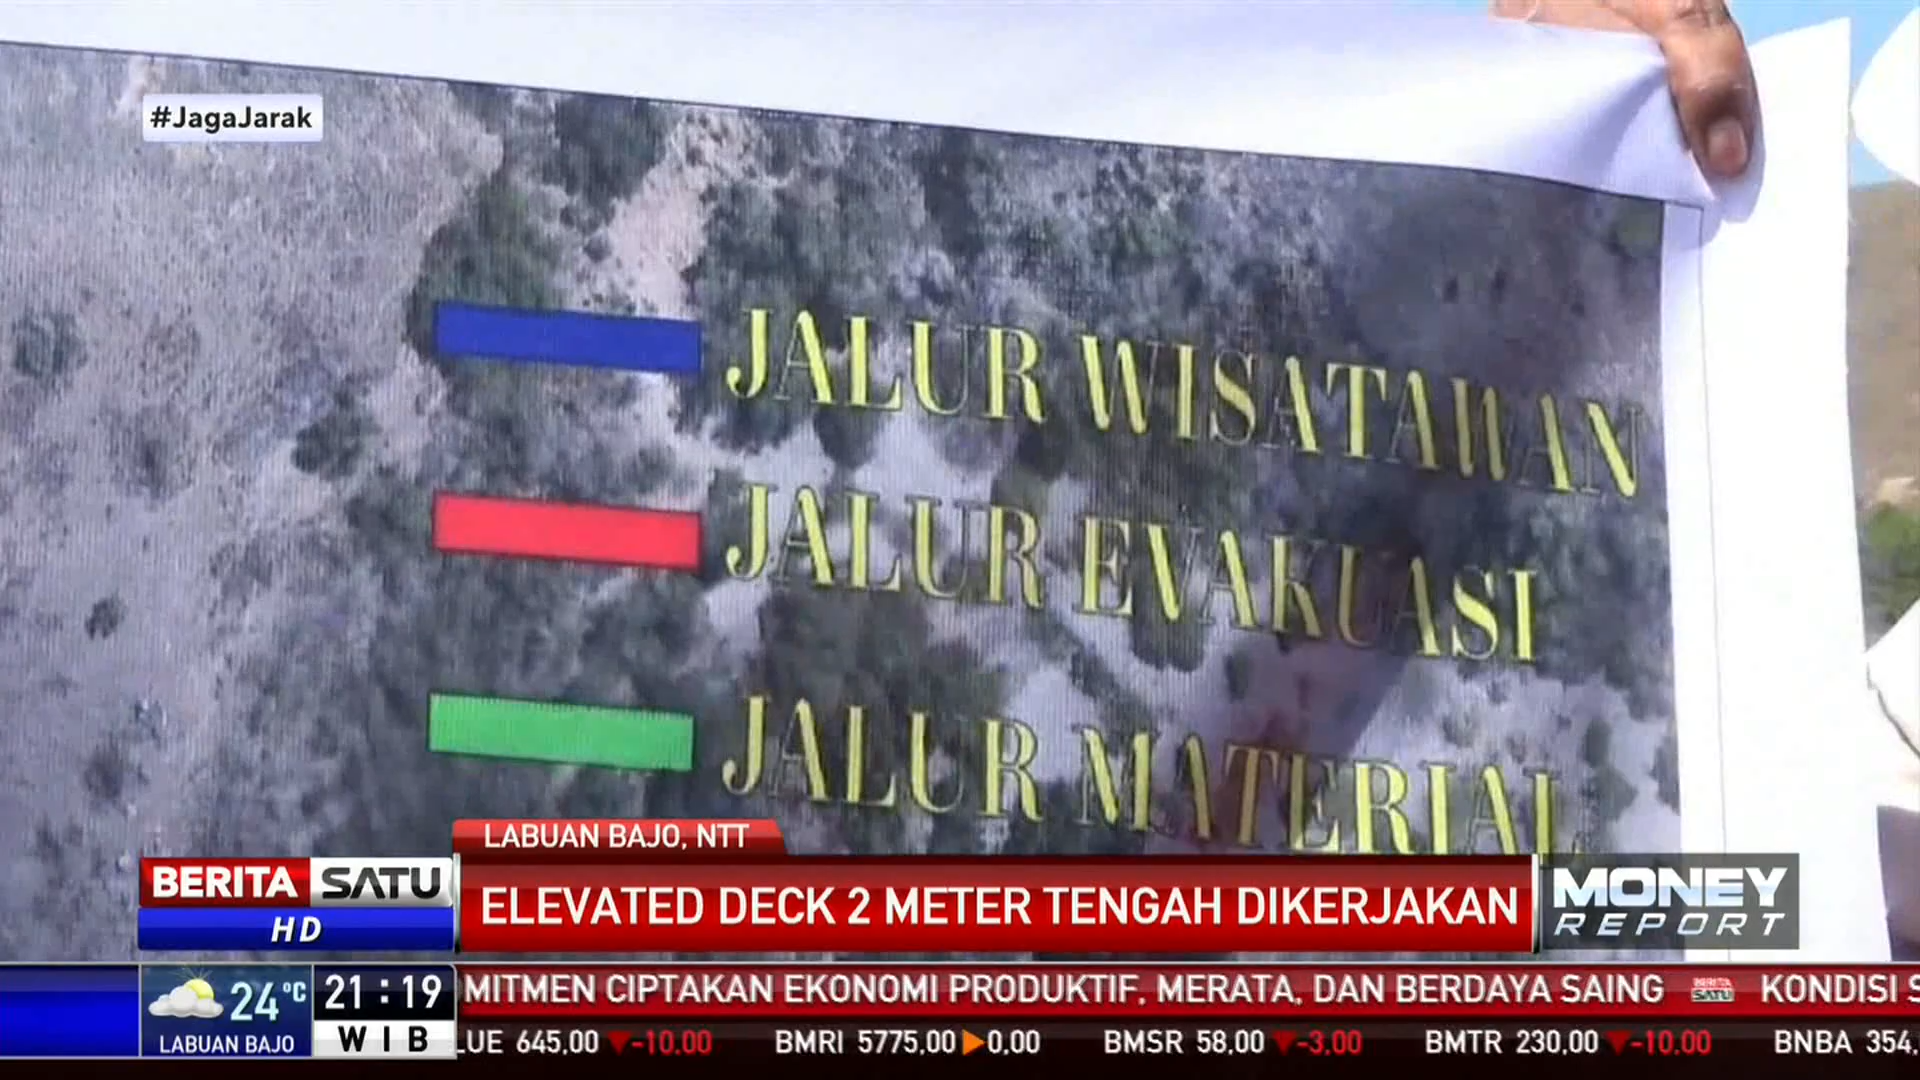 #JagaJarak
JALUR WISATAWAN
JALUR EVAKUASI
JALUR MATERIAL
LABUAN BAJO, NTT
BERITA SATU
HD
ELEVATED DECK 2 METER TENGAH DIKERJAKAN
MONEY
REPORT
24°C
LABUAN BAJO
21:19
WIB
MITMEN CIPTAKAN EKONOMI PRODUKTIF, MERATA, DAN BERDAYA SAING BERITA SATU KONDISI S
LUE 645,00 -10.00 BMRI 5775,00 0,00 BMSR 58,00 -3,00 BMTR 230,00 -10.00 BNBA 354,